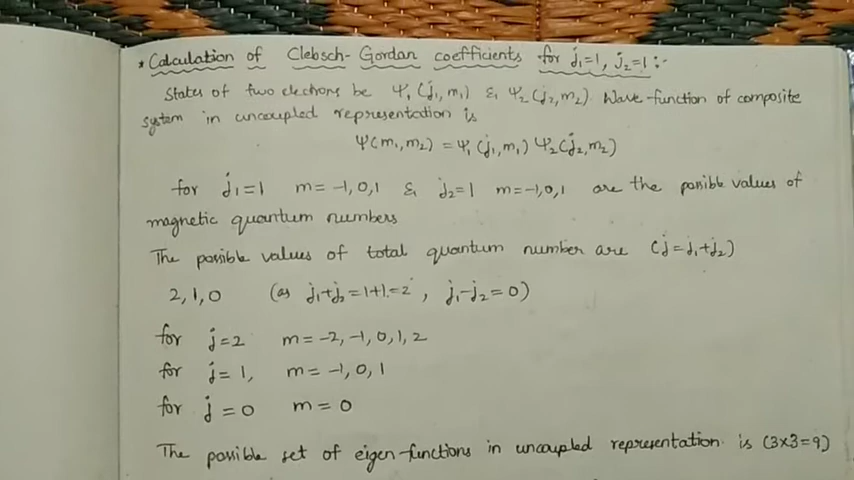 * Calculation of Clebsch-Gordan coefficients for j₁=1, j₂=1 :-
States of two electrons be Ψ₁(j₁,m₁) & Ψ₂(j₂,m₂). Wave-function of composite
system in uncoupled representation is
Ψ(m₁,m₂) = Ψ₁(j₁,m₁) Ψ₂(j₂,m₂)
for j₁=1 m=-1,0,1 & j₂=1 m=-1,0,1 are the possible values of
magnetic quantum numbers
The possible values of total quantum number are (j=j₁+j₂)
2,1,0 (as j₁+j₂=1+1=2, j₁-j₂=0)
for j=2 m=-2,-1,0,1,2
for j=1, m=-1,0,1
for j=0 m=0
The possible set of eigen-functions in uncoupled representation is (3x3=9)